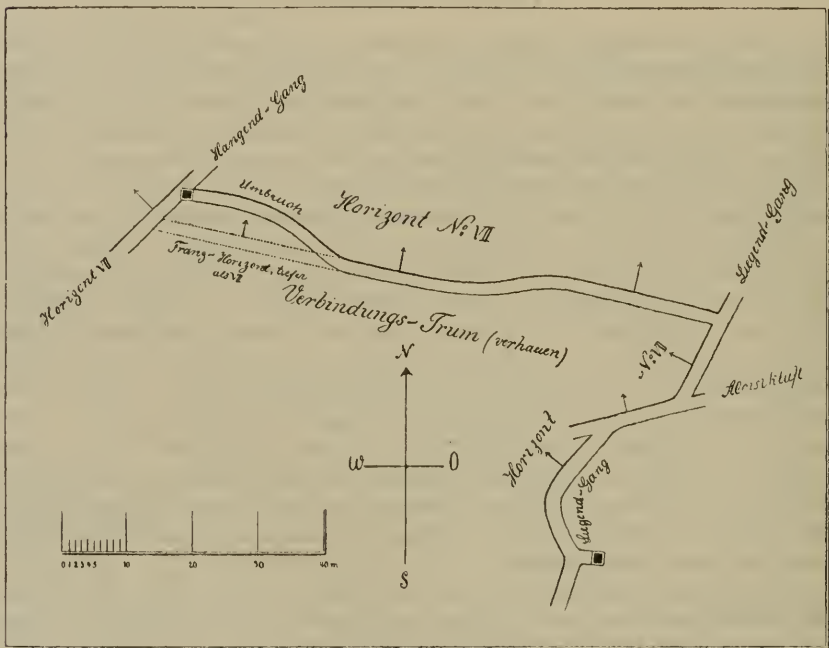 Hangend-Gang
Umbruch
Horizont No: VII
Liegend-Gang
Franz-Horizont, tiefer
als VII
Horizont VII
Verbindungs-Trum (verhauen)
No: VII
N
W O
S
Horizont
Liegend-Gang
0 1 2 3 4 5 10 20 30 40 m